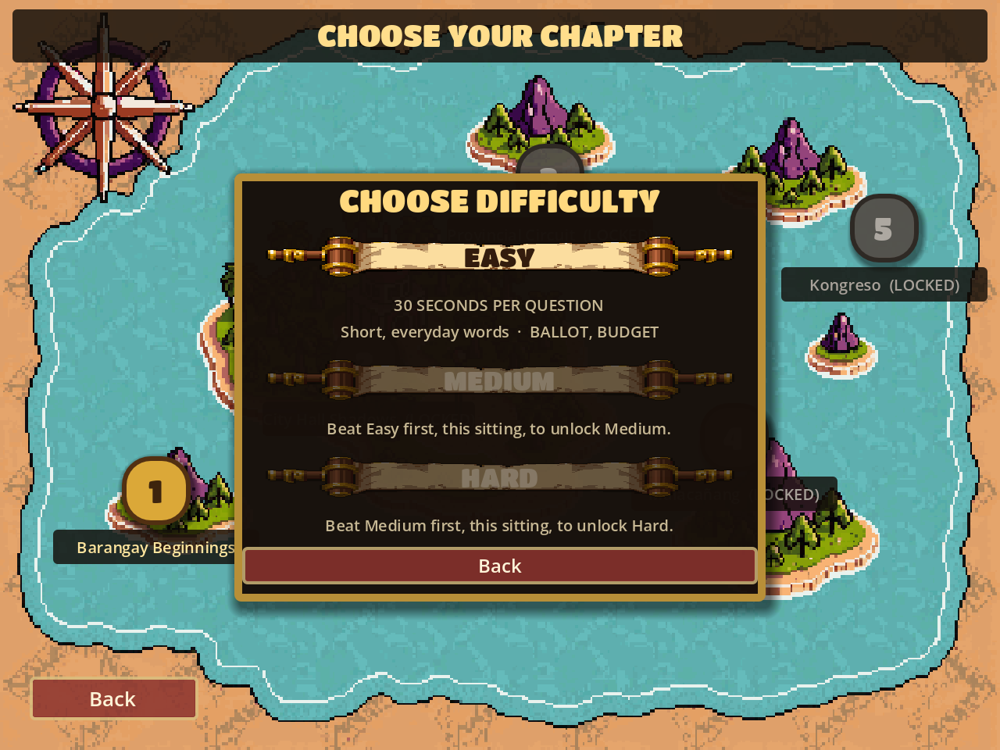 CHOOSE YOUR CHAPTER
CHOOSE DIFFICULTY
EASY
30 SECONDS PER QUESTION
Short, everyday words · BALLOT, BUDGET
MEDIUM
Beat Easy first, this sitting, to unlock Medium.
HARD
Beat Medium first, this sitting, to unlock Hard.
Back
5
Kongreso (LOCKED)
OCKED)
1
Barangay Beginnings
Back